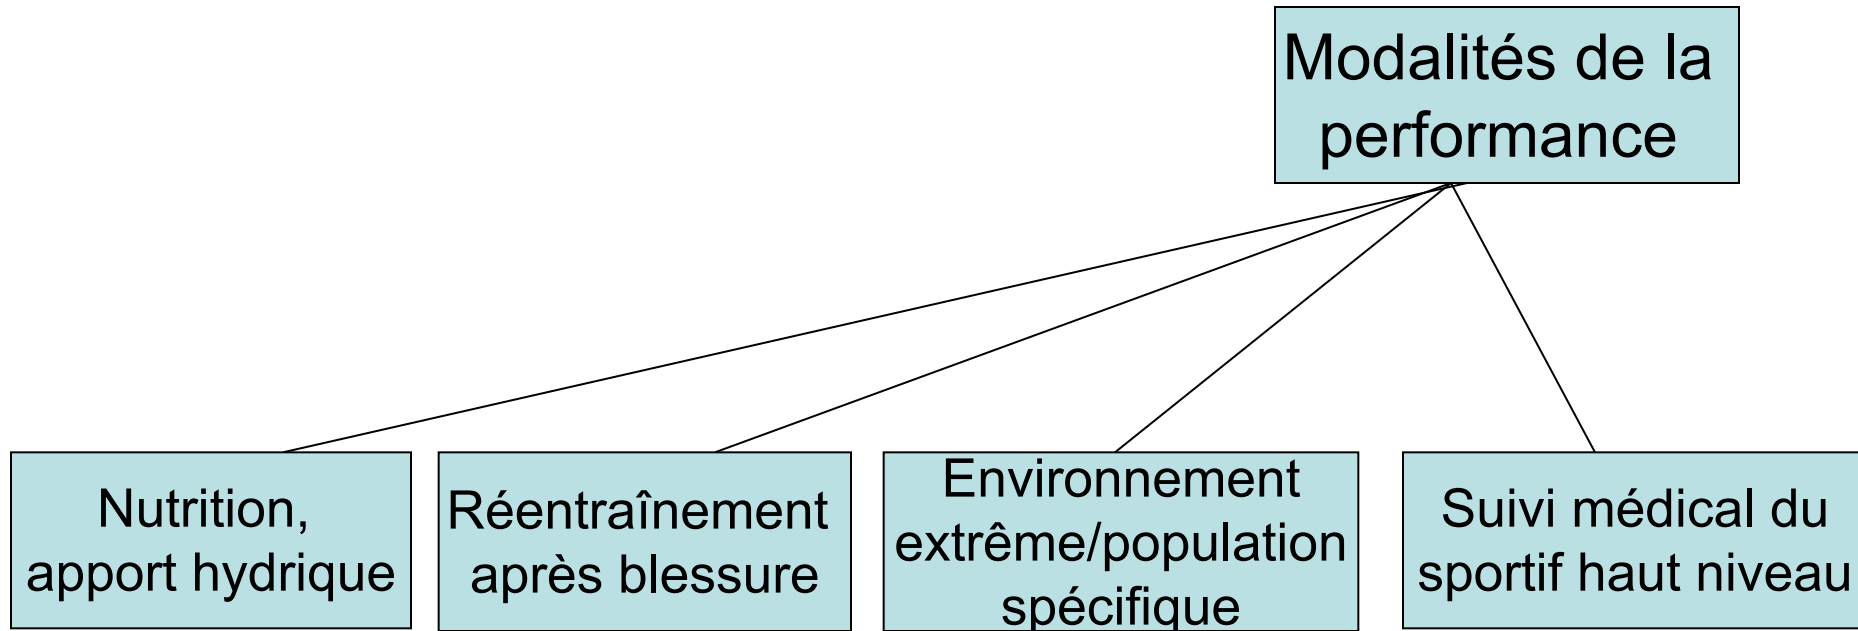 Modalités de la
performance
Nutrition,
apport hydrique
Réentraînement
après blessure
Environnement
extrême/population
spécifique
Suivi médical du
sportif haut niveau